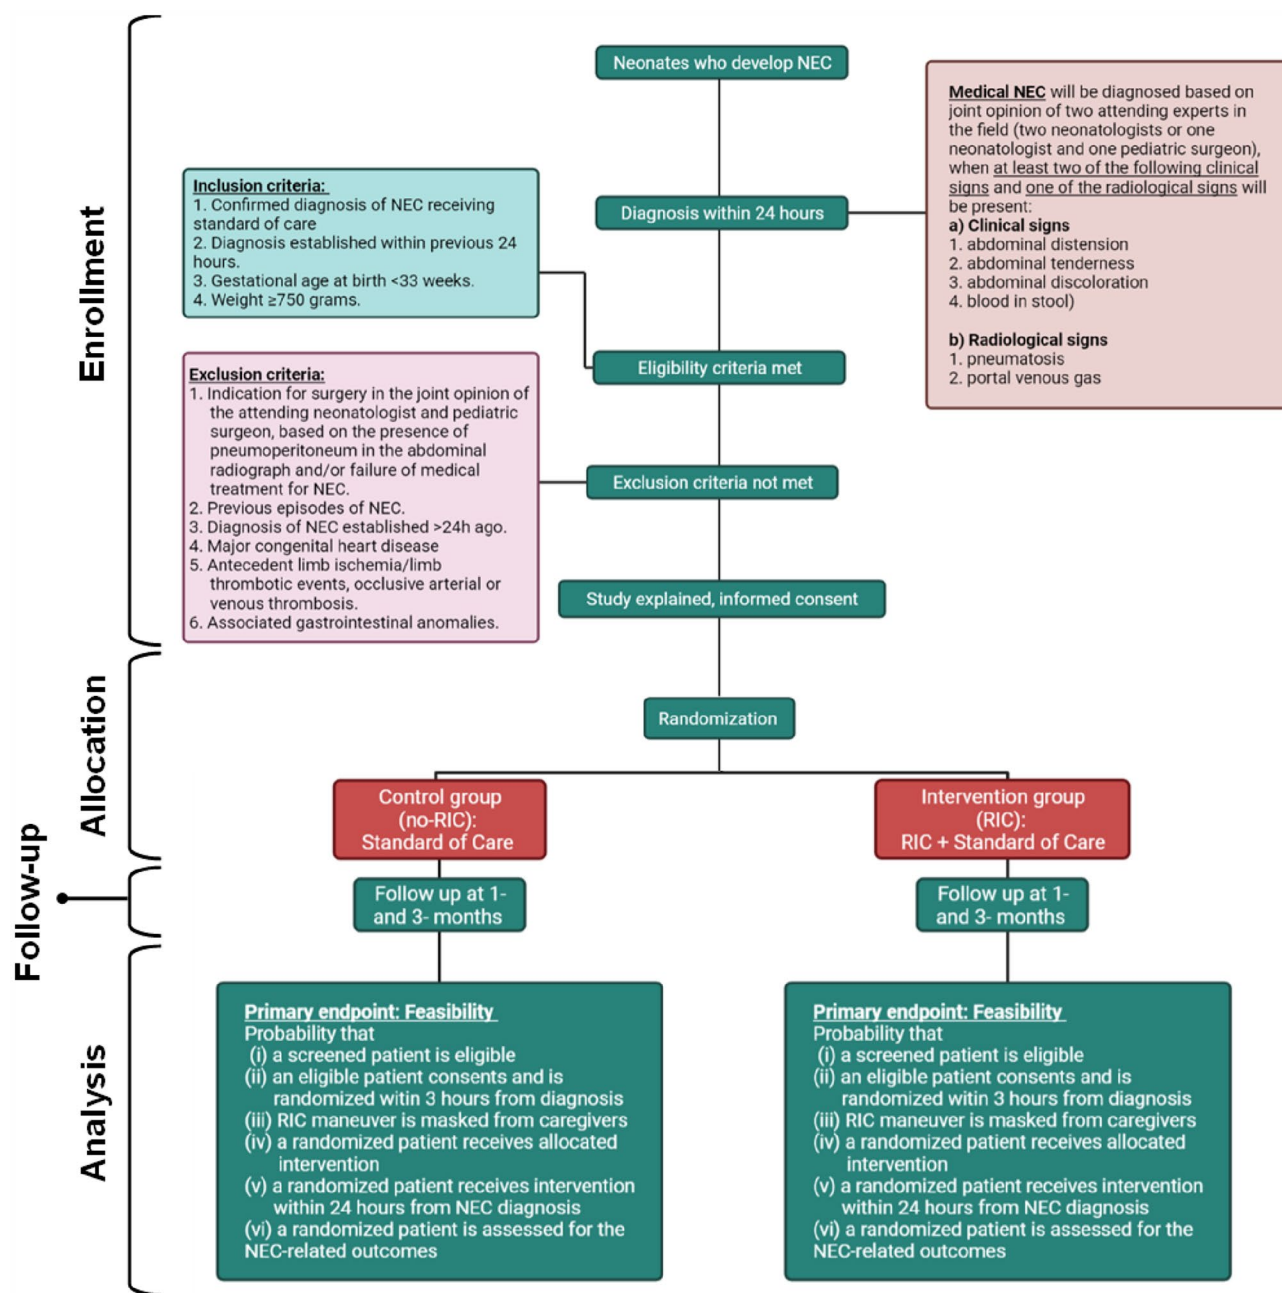 Enrollment
Neonates who develop NEC
Medical NEC will be diagnosed based on
joint opinion of two attending experts in
the field (two neonatologists or one
neonatologist and one pediatric surgeon),
when at least two of the following clinical
signs and one of the radiological signs will
be present:
a) Clinical signs
1. abdominal distension
2. abdominal tenderness
3. abdominal discoloration
4. blood in stool)
b) Radiological signs
1. pneumatosis
2. portal venous gas
Diagnosis within 24 hours
Inclusion criteria:
1. Confirmed diagnosis of NEC receiving
standard of care
2. Diagnosis established within previous 24
hours.
3. Gestational age at birth <33 weeks.
4. Weight ≥750 grams.
Eligibility criteria met
Exclusion criteria:
1. Indication for surgery in the joint opinion of
the attending neonatologist and pediatric
surgeon, based on the presence of
pneumoperitoneum in the abdominal
radiograph and/or failure of medical
treatment for NEC.
2. Previous episodes of NEC.
3. Diagnosis of NEC established >24h ago.
4. Major congenital heart disease
5. Antecedent limb ischemia/limb
thrombotic events, occlusive arterial or
venous thrombosis.
6. Associated gastrointestinal anomalies.
Exclusion criteria not met
Study explained, informed consent
Allocation
Randomization
Control group
(no-RIC):
Standard of Care
Intervention group
(RIC):
RIC + Standard of Care
Follow-up
Follow up at 1-
and 3- months
Follow up at 1-
and 3- months
Analysis
Primary endpoint: Feasibility
Probability that
(i) a screened patient is eligible
(ii) an eligible patient consents and is
randomized witin 3 hours from diagnosis
(iii) RIC maneuver is masked from caregivers
(iv) a randomized patient receives allocated
intervention
(v) a randomized patient receives intervention
within 24 hours from NEC diagnosis
(vi) a randomized patient is assessed for the
NEC-related outcomes
Primary endpoint: Feasibility
Probability that
(i) a screened patient is eligible
(ii) an eligible patient consents and is
randomized witin 3 hours from diagnosis
(iii) RIC maneuver is masked from caregivers
(iv) a randomized patient receives allocated
intervention
(v) a randomized patient receives intervention
within 24 hours from NEC diagnosis
(vi) a randomized patient is assessed for the
NEC-related outcomes